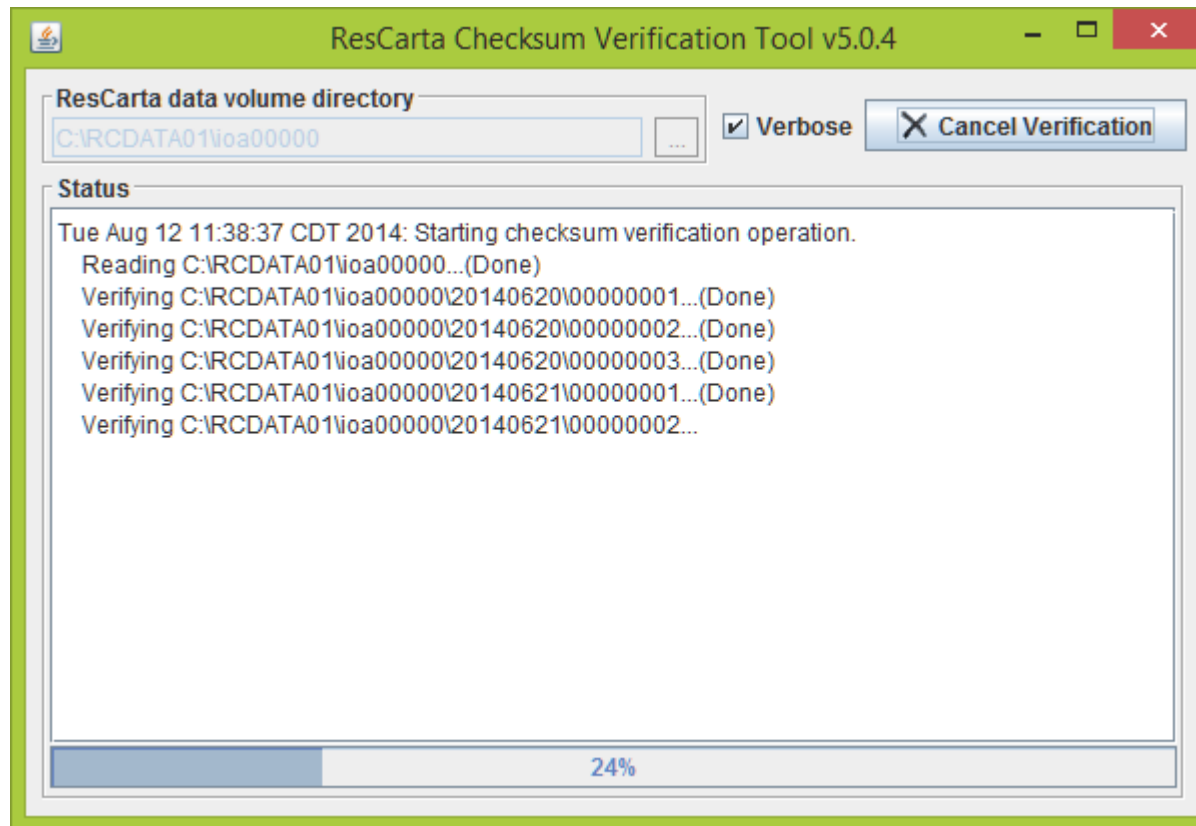 ResCarta Checksum Verification Tool v5.0.4
ResCarta data volume directory
C:\RCDATA01\ioa00000
...
Verbose
Cancel Verification
Status
Tue Aug 12 11:38:37 CDT 2014: Starting checksum verification operation.
Reading C:\RCDATA01\ioa00000...(Done)
Verifying C:\RCDATA01\ioa00000\20140620\00000001...(Done)
Verifying C:\RCDATA01\ioa00000\20140620\00000002...(Done)
Verifying C:\RCDATA01\ioa00000\20140620\00000003...(Done)
Verifying C:\RCDATA01\ioa00000\20140621\00000001...(Done)
Verifying C:\RCDATA01\ioa00000\20140621\00000002...
24%